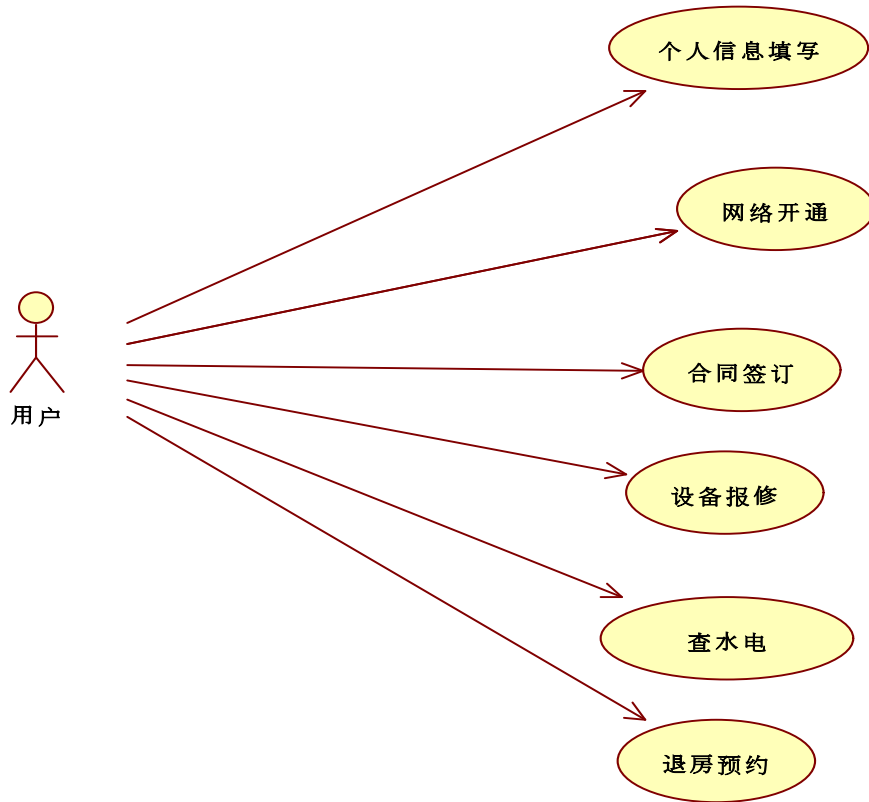 个人信息填写
网络开通
合同签订
用户
设备报修
查水电
退房预约